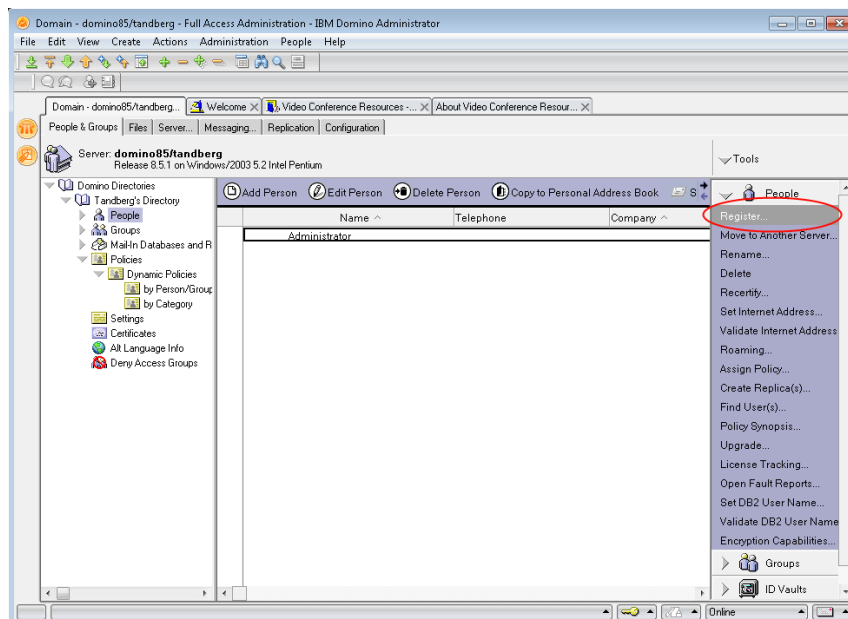 Domain - domino85/tandberg - Full Access Administration - IBM Domino Administrator
File Edit View Create Actions Administration People Help
Domain - domino85/tandberg... Welcome Video Conference Resources -... About Video Conference Resour...
People & Groups Files Server... Messaging... Replication Configuration
Server: domino85/tandberg
Release 8.5.1 on Windows/2003 5.2 Intel Pentium
Tools
Domino Directories
Tandberg's Directory
People
Groups
Mail-In Databases and R
Policies
Dynamic Policies
by Person/Group
by Category
Settings
Certificates
Alt Language Info
Deny Access Groups
Add Person Edit Person Delete Person Copy to Personal Address Book S
Name Telephone Company
Administrator
People
Register...
Move to Another Server...
Rename...
Delete
Recertify...
Set Internet Address...
Validate Internet Address
Roaming...
Assign Policy...
Create Replica(s)...
Find User(s)...
Policy Synopsis...
Upgrade...
License Tracking...
Open Fault Reports...
Set DB2 User Name...
Validate DB2 User Name
Encryption Capabilities...
Groups
ID Vaults
Online